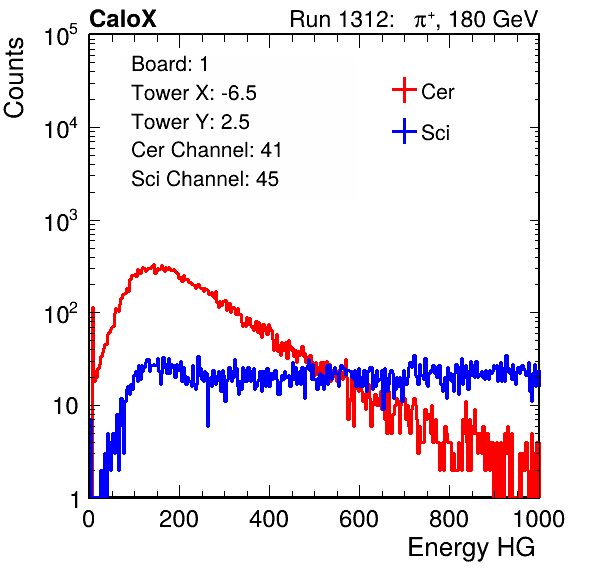 CaloX Run 1312: π⁺, 180 GeV
Counts
10⁵
10⁴
10³
10²
10
1
Board: 1
Tower X: -6.5
Tower Y: 2.5
Cer Channel: 41
Sci Channel: 45
Cer
Sci
0 200 400 600 800 1000
Energy HG